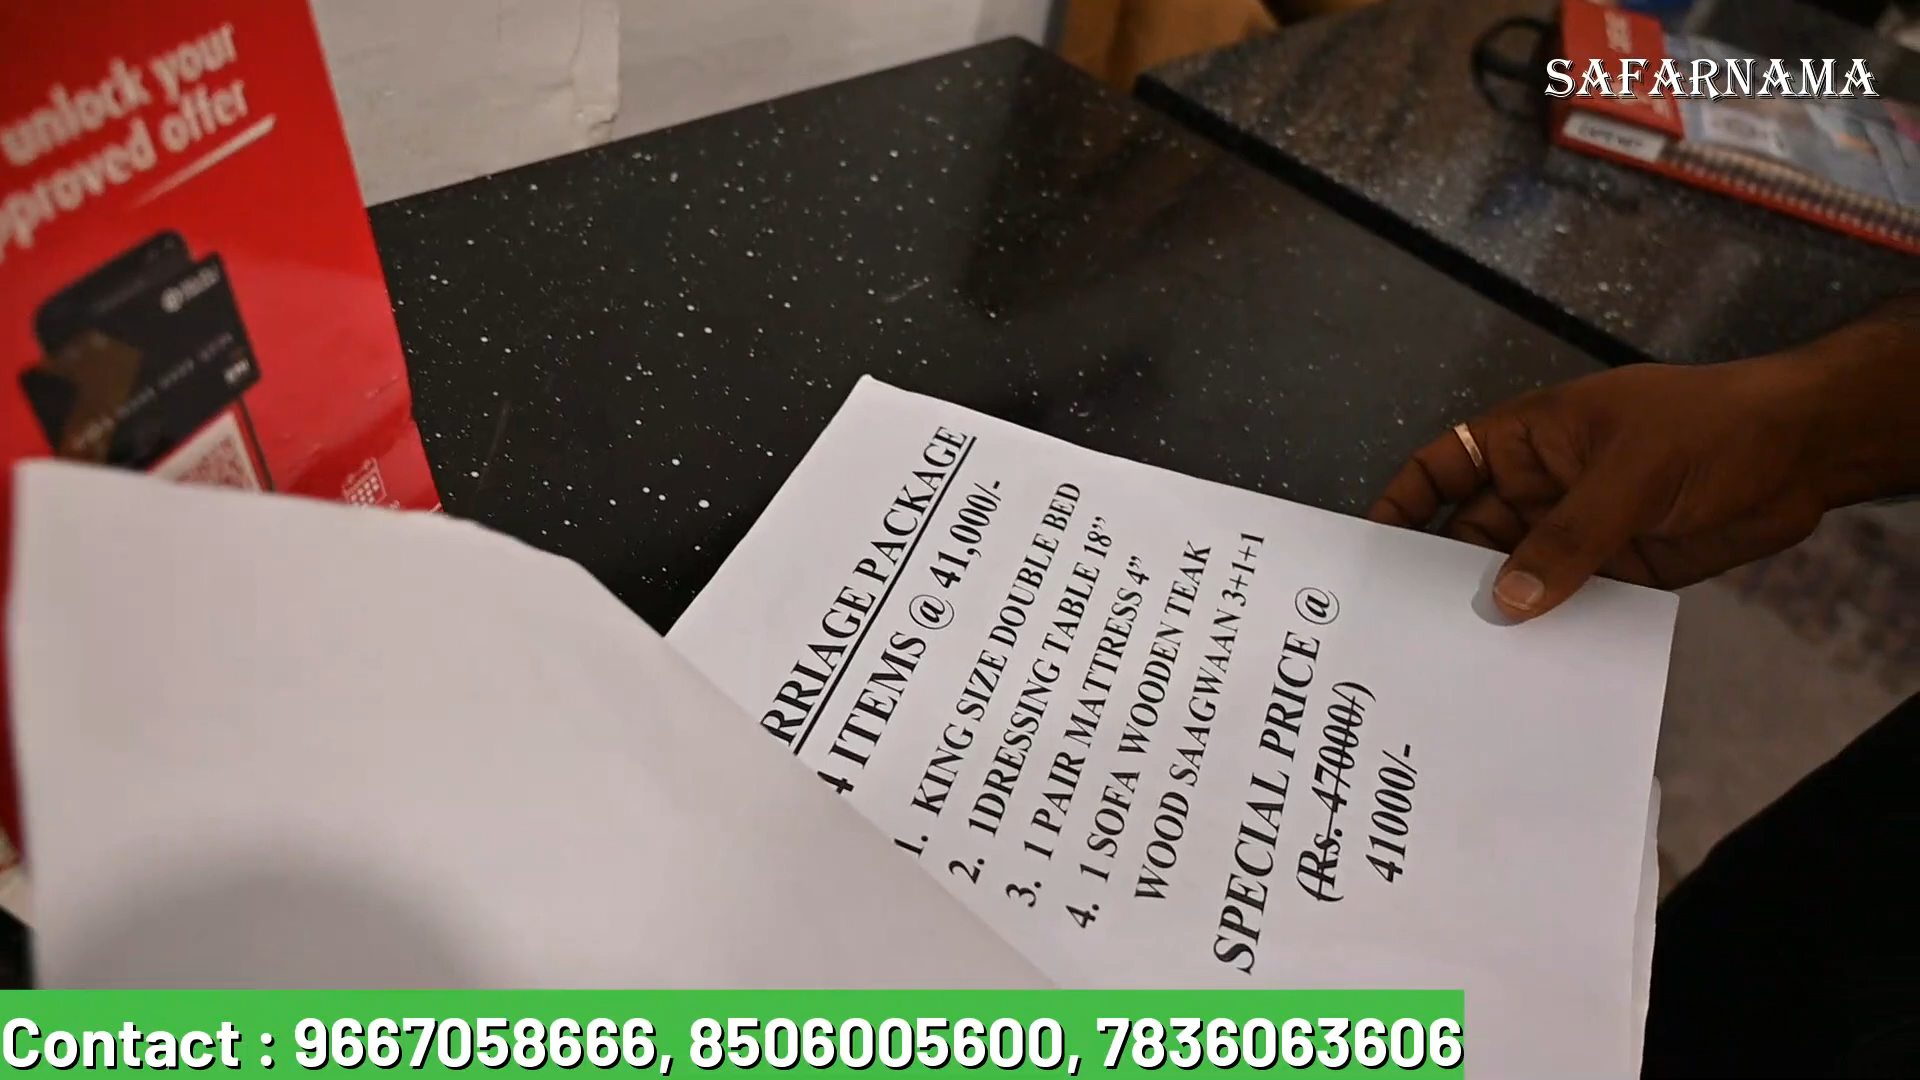 unlock your
pproved offer
SAFARNAMA
RRIAGE PACKAGE
4 ITEMS @ 41,000/-
1. KING SIZE DOUBLE BED
2. 1DRESSING TABLE 18”
3. 1 PAIR MATTRESS 4”
4. 1 SOFA WOODEN TEAK
WOOD SAAGWAAN 3+1+1
SPECIAL PRICE @
(Rs. 47000/)
41000/-
Contact : 9667058666, 8506005600, 7836063606